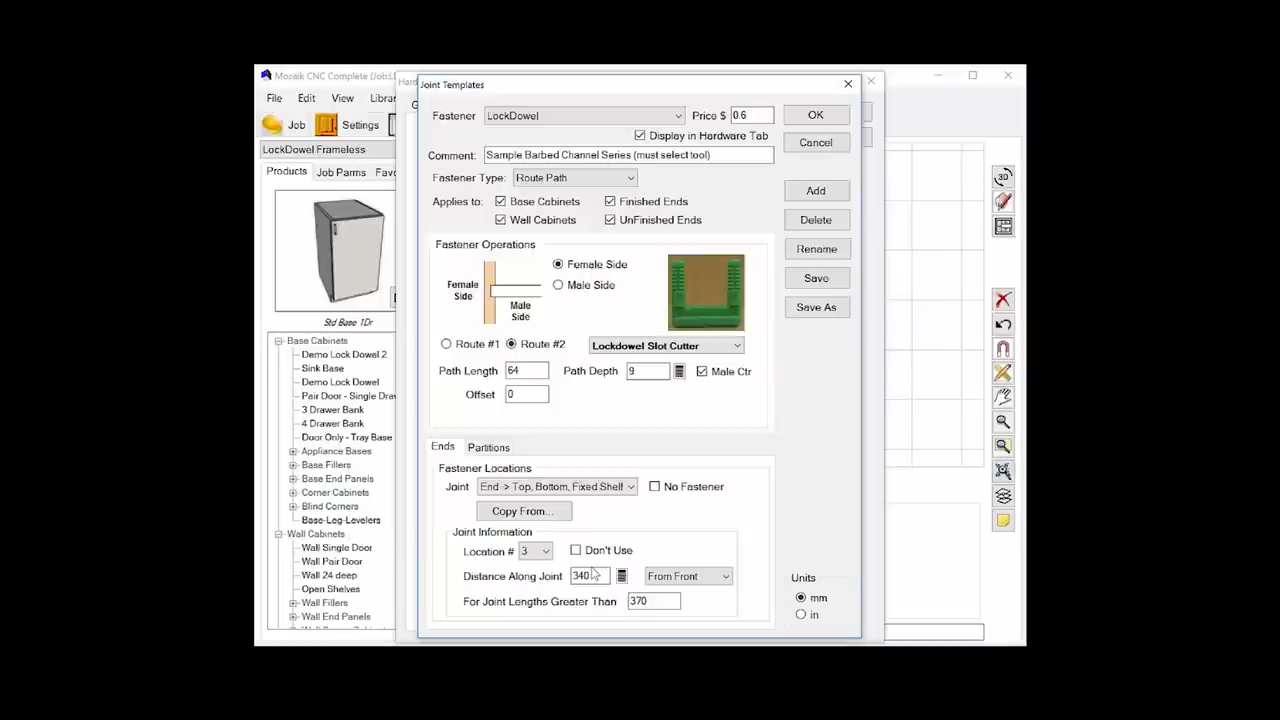 Mozaik CNC Complete (Job:L
Hard
Joint Templates
File Edit View Librar
Job Settings
LockDowel Frameless
Products Job Parms Favo
Std Base 1Dr
Base Cabinets
Demo Lock Dowel 2
Sink Base
Demo Lock Dowel
Pair Door - Single Draw
3 Drawer Bank
4 Drawer Bank
Door Only - Tray Base
Appliance Bases
Base Fillers
Base End Panels
Corner Cabinets
Blind Corners
Base Leg Levelers
Wall Cabinets
Wall Single Door
Wall Pair Door
Wall 24 deep
Open Shelves
Wall Fillers
Wall End Panels
Fastener LockDowel Price $ 0.6
Display in Hardware Tab
Comment: Sample Barbed Channel Series (must select tool)
Fastener Type: Route Path
Applies to: Base Cabinets Finished Ends
Wall Cabinets UnFinished Ends
Fastener Operations
Female Side
Male Side
Female
Side
Male
Side
Route #1 Route #2 Lockdowel Slot Cutter
Path Length 64 Path Depth 9 Male Ctr
Offset 0
Ends Partitions
Fastener Locations
Joint End -> Top, Bottom, Fixed Shelf No Fastener
Copy From...
Joint Information
Location # 3 Don't Use
Distance Along Joint 340 From Front
For Joint Lengths Greater Than 370
OK
Cancel
Add
Delete
Rename
Save
Save As
Units
mm
in
3D